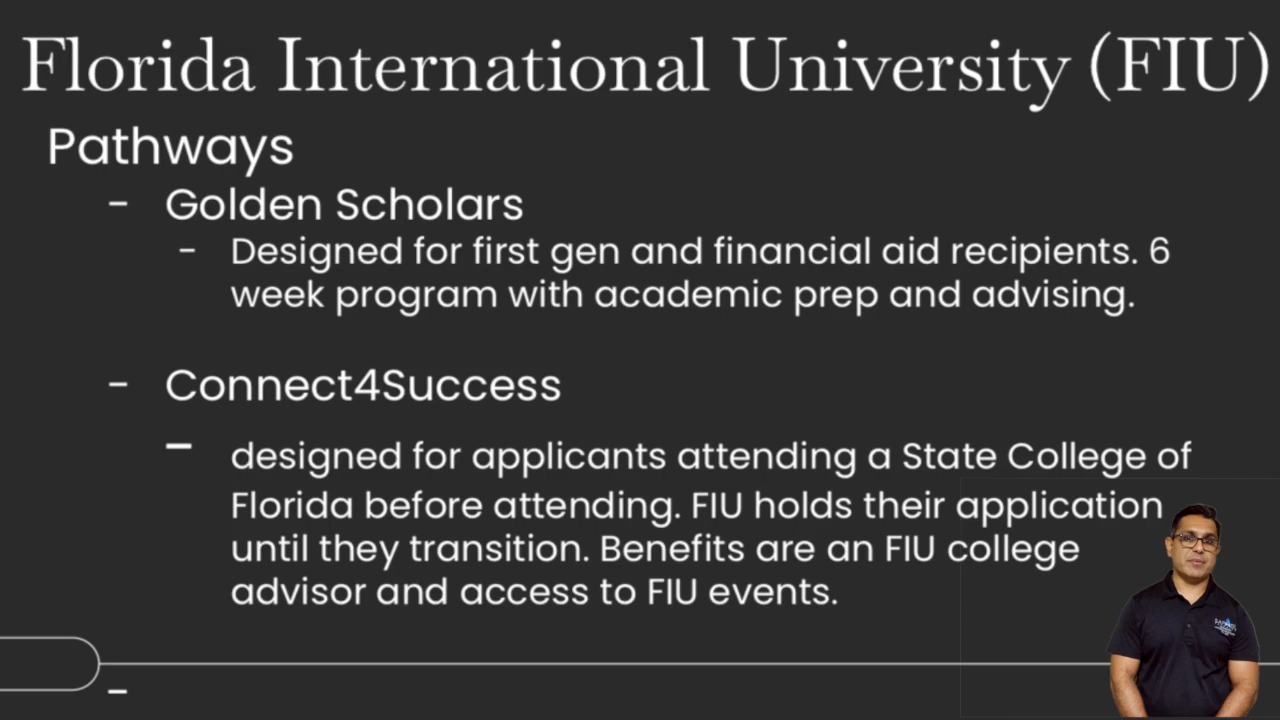 Florida International University (FIU)
Pathways
- Golden Scholars
- Designed for first gen and financial aid recipients. 6
week program with academic prep and advising.
- Connect4Success
- designed for applicants attending a State College of
Florida before attending. FIU holds their application
until they transition. Benefits are an FIU college
advisor and access to FIU events.
-